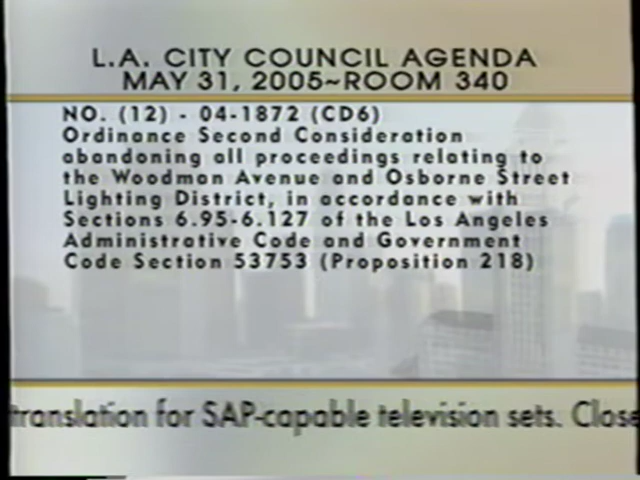 L.A. CITY COUNCIL AGENDA
MAY 31, 2005~ROOM 340
NO. (12) - 04-1872 (CD6)
Ordinance Second Consideration
abandoning all proceedings relating to
the Woodman Avenue and Osborne Street
Lighting District, in accordance with
Sections 6.95-6.127 of the Los Angeles
Administrative Code and Government
Code Section 53753 (Proposition 218)
translation for SAP-capable television sets. Close